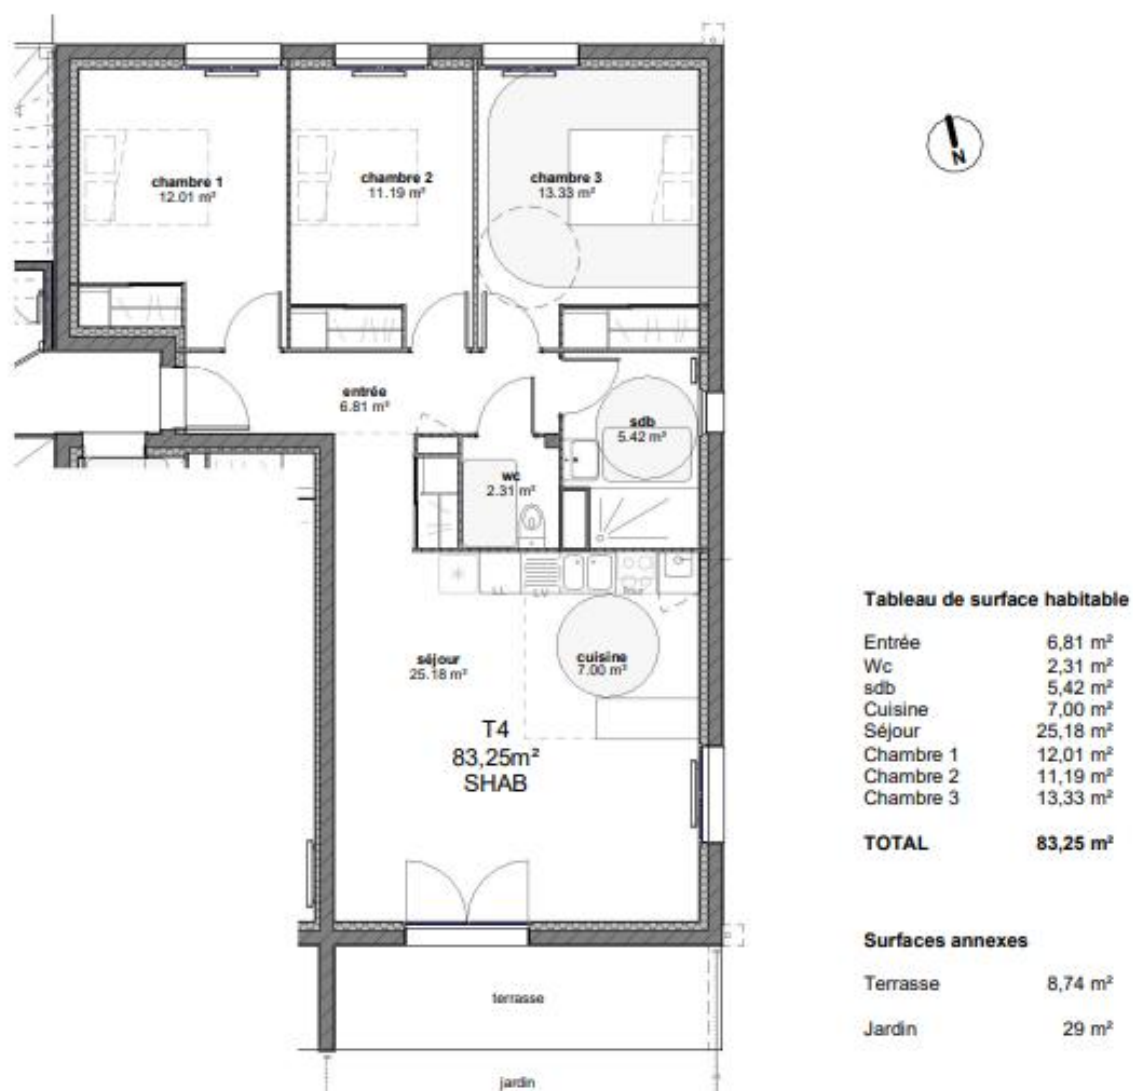 N
chambre 1
12.01 m²
chambre 2
11.19 m²
chambre 3
13.33 m²
entrée
6.81 m²
sdb
5.42 m²
wc
2.31 m²
LL
LV
four
séjour
25.18 m²
cuisine
7.00 m²
T4
83,25m²
SHAB
terrasse
jardin
Tableau de surface habitable
Entrée 6,81 m²
Wc 2,31 m²
sdb 5,42 m²
Cuisine 7,00 m²
Séjour 25,18 m²
Chambre 1 12,01 m²
Chambre 2 11,19 m²
Chambre 3 13,33 m²
TOTAL 83,25 m²
Surfaces annexes
Terrasse 8,74 m²
Jardin 29 m²